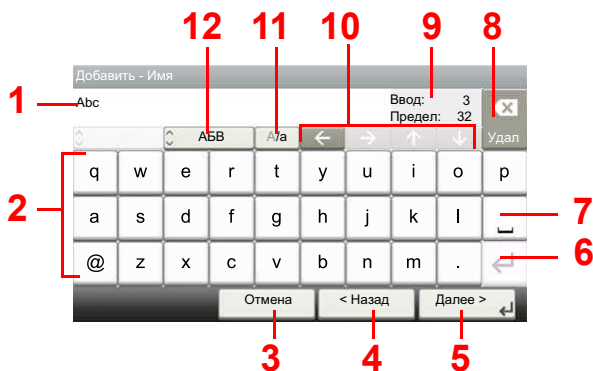 12 11 10 9 8
Добавить - Имя
1 Abc Ввод: 3
Предел: 32
АБВ A/a ← → ↑ ↓ Удал
2 q w e r t y u i o p
a s d f g h j k l 7
@ z x c v b n m . 6
Отмена < Назад Далее >
3 4 5